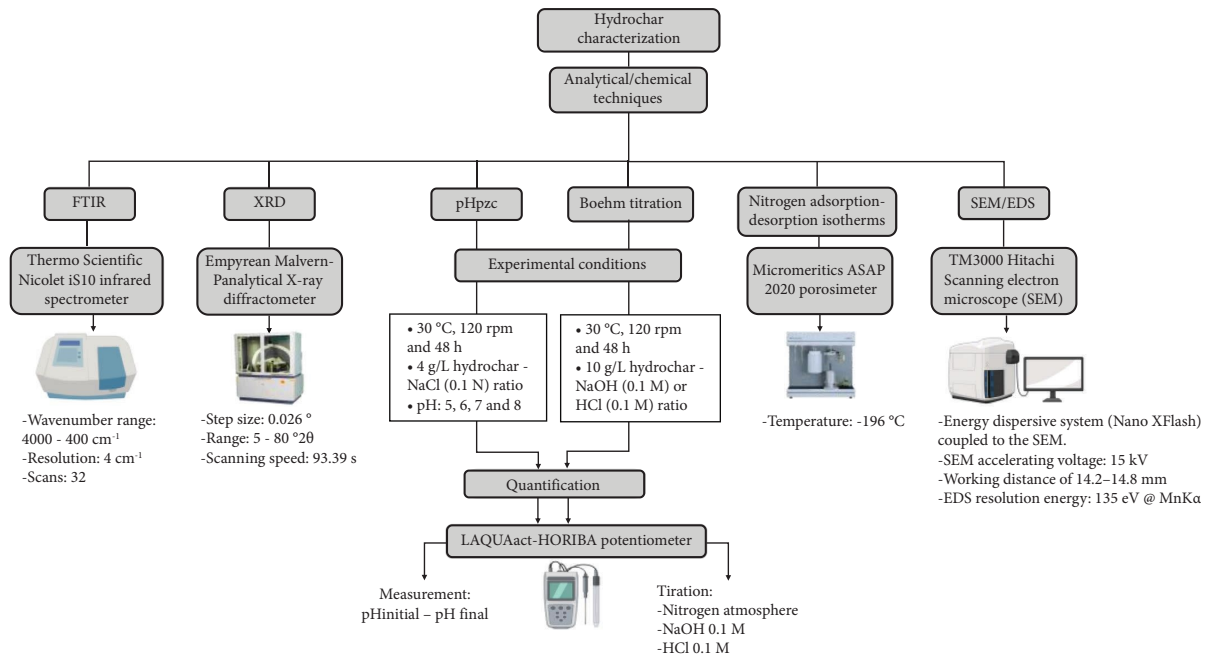 Hydrochar
characterization
Analytical/chemical
techniques
FTIR
XRD
pHpzc
Boehm titration
Nitrogen adsorption-
desorption isotherms
SEM/EDS
Thermo Scientific
Nicolet iS10 infrared
spectrometer
Empyrean Malvern-
Panalytical X-ray
diffractometer
Experimental conditions
Micromeritics ASAP
2020 porosimeter
TM3000 Hitachi
Scanning electron
microscope (SEM)
• 30 °C, 120 rpm
and 48 h
• 4 g/L hydrochar -
NaCl (0.1 N) ratio
• pH: 5, 6, 7 and 8
• 30 °C, 120 rpm
and 48 h
• 10 g/L hydrochar -
NaOH (0.1 M) or
HCl (0.1 M) ratio
-Wavenumber range:
4000 - 400 cm⁻¹
-Resolution: 4 cm⁻¹
-Scans: 32
-Step size: 0.026 °
-Range: 5 - 80 °2θ
-Scanning speed: 93.39 s
-Temperature: -196 °C
-Energy dispersive system (Nano XFlash)
coupled to the SEM.
-SEM accelerating voltage: 15 kV
-Working distance of 14.2–14.8 mm
-EDS resolution energy: 135 eV @ MnKα
Quantification
LAQUAact-HORIBA potentiometer
Measurement:
pHinitial – pH final
Tiration:
-Nitrogen atmosphere
-NaOH 0.1 M
-HCl 0.1 M